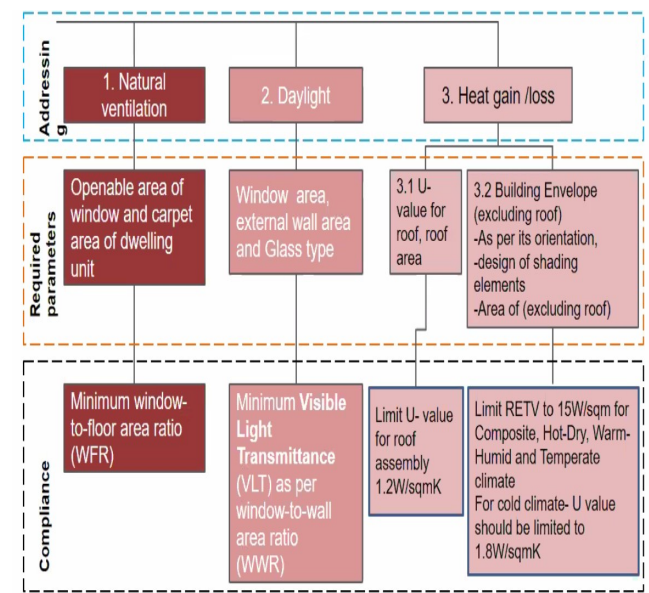 Addressin
g
1. Natural
ventilation
2. Daylight
3. Heat gain /loss
Required
parameters
Openable area of
window and carpet
area of dwelling
unit
Window area,
external wall area
and Glass type
3.1 U-
value for
roof, roof
area
3.2 Building Envelope
(excluding roof)
-As per its orientation,
-design of shading
elements
-Area of (excluding roof)
Compliance
Minimum window-
to-floor area ratio
(WFR)
Minimum Visible
Light
Transmittance
(VLT) as per
window-to-wall
area ratio
(WWR)
Limit U- value
for roof
assembly
1.2W/sqmK
Limit RETV to 15W/sqm for
Composite, Hot-Dry, Warm-
Humid and Temperate
climate
For cold climate- U value
should be limited to
1.8W/sqmK